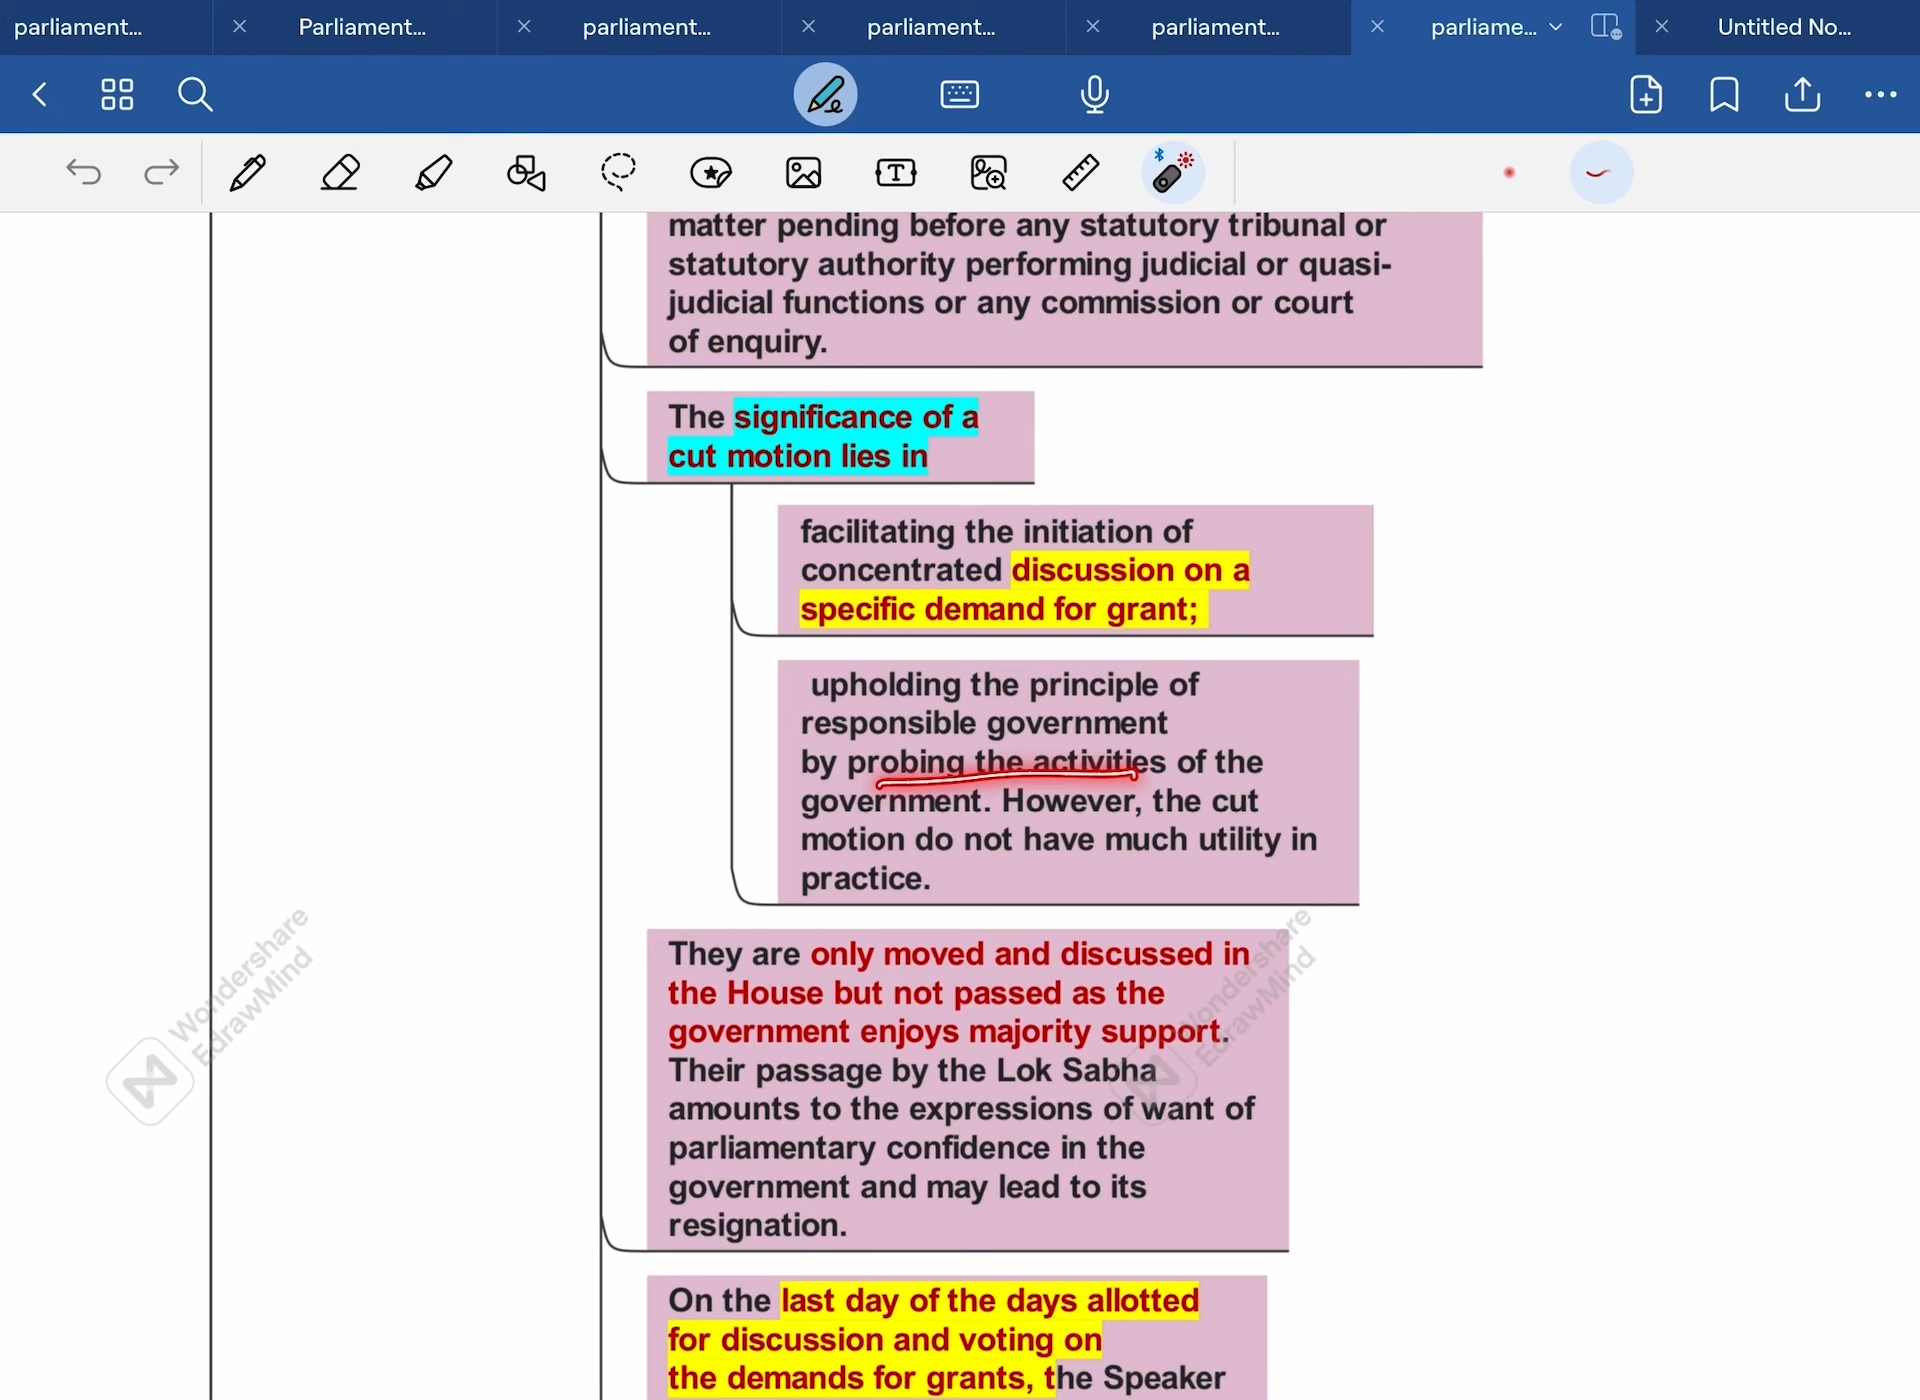 parliament...
Parliament...
parliament...
parliament...
parliament...
parliame...
Untitled No...
matter pending before any statutory tribunal or
statutory authority performing judicial or quasi-
judicial functions or any commission or court
of enquiry.
The significance of a
cut motion lies in
facilitating the initiation of
concentrated discussion on a
specific demand for grant;
upholding the principle of
responsible government
by probing the activities of the
government. However, the cut
motion do not have much utility in
practice.
They are only moved and discussed in
the House but not passed as the
government enjoys majority support.
Their passage by the Lok Sabha
amounts to the expressions of want of
parliamentary confidence in the
government and may lead to its
resignation.
On the last day of the days allotted
for discussion and voting on
the demands for grants, the Speaker
Wondershare
EdrawMind
Wondershare
EdrawMind